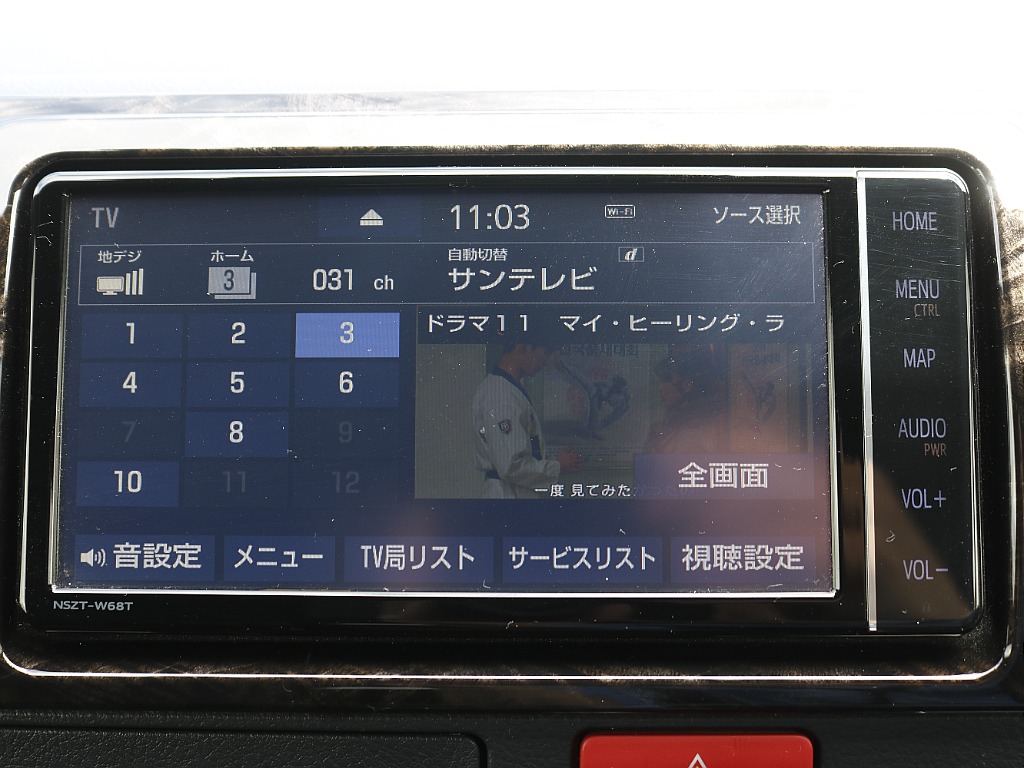 TV 11:03 Wi-Fi ソース選択
地デジ ホーム 自動切替 d
3 031 ch サンテレビ
ドラマ11 マイ・ヒーリング・ラ
1 2 3
4 5 6
7 8 9
10 11 12
一度 見てみた
全画面
音設定 メニュー TV局リスト サービスリスト 視聴設定
NSZT-W68T
HOME
MENU
CTRL
MAP
AUDIO
PWR
VOL+
VOL−